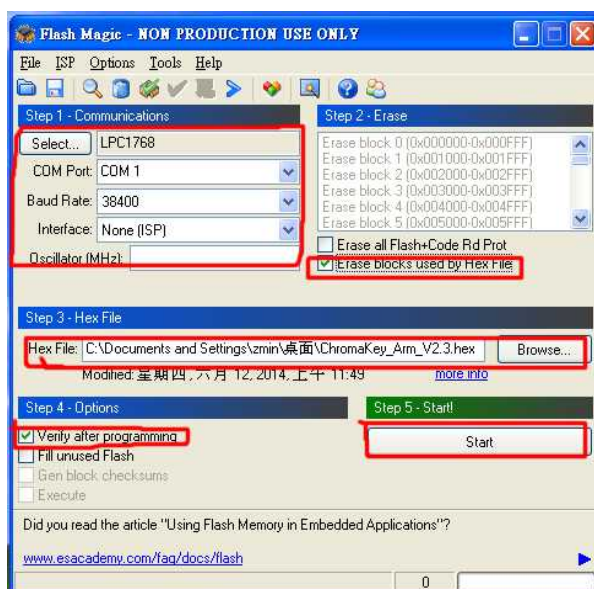 Flash Magic - NON PRODUCTION USE ONLY
File ISP Options Tools Help
Step 1 - Communications
Select... LPC1768
COM Port: COM 1
Baud Rate: 38400
Interface: None (ISP)
Oscillator (MHz):
Step 2 - Erase
Erase block 0 (0x000000-0x000FFF)
Erase block 1 (0x001000-0x001FFF)
Erase block 2 (0x002000-0x002FFF)
Erase block 3 (0x003000-0x003FFF)
Erase block 4 (0x004000-0x004FFF)
Erase block 5 (0x005000-0x005FFF)
Erase all Flash+Code Rd Prot
Erase blocks used by Hex File
Step 3 - Hex File
Hex File: C:\Documents and Settings\zmin\桌面\ChromaKey_Arm_V2.3.hex Browse...
Modified: 星期四, 六月 12, 2014, 上午 11:49 more info
Step 4 - Options
Verify after programming
Fill unused Flash
Gen block checksums
Execute
Step 5 - Start!
Start
Did you read the article "Using Flash Memory in Embedded Applications"?
www.esacademy.com/faq/docs/flash
0